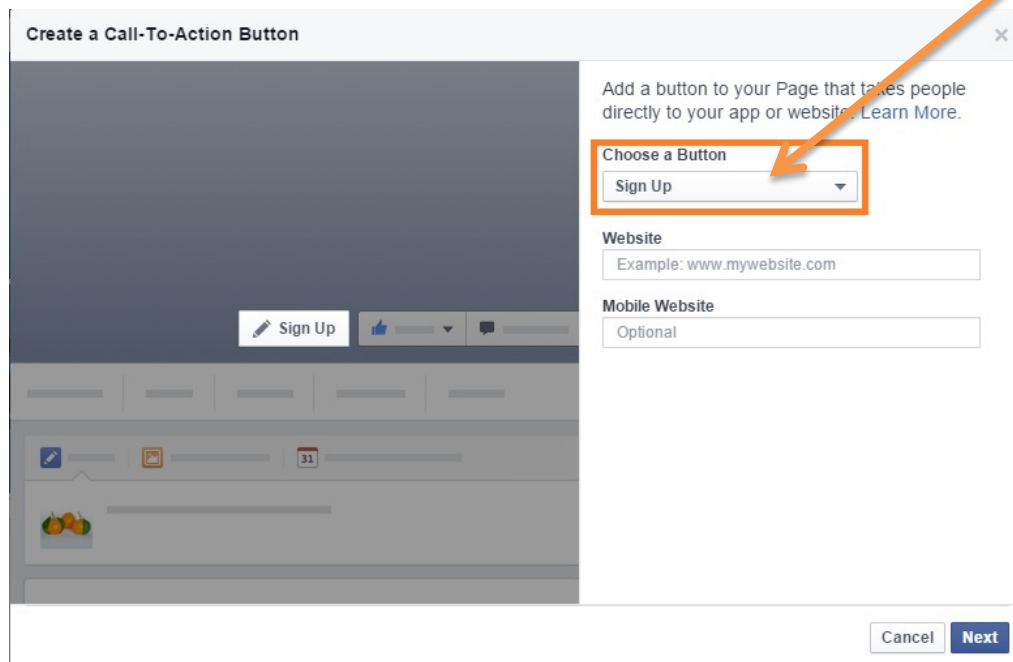 Create a Call-To-Action Button
Add a button to your Page that takes people
directly to your app or website. Learn More.
Choose a Button
Sign Up
Website
Example: www.mywebsite.com
Mobile Website
Optional
Sign Up
31
Cancel Next